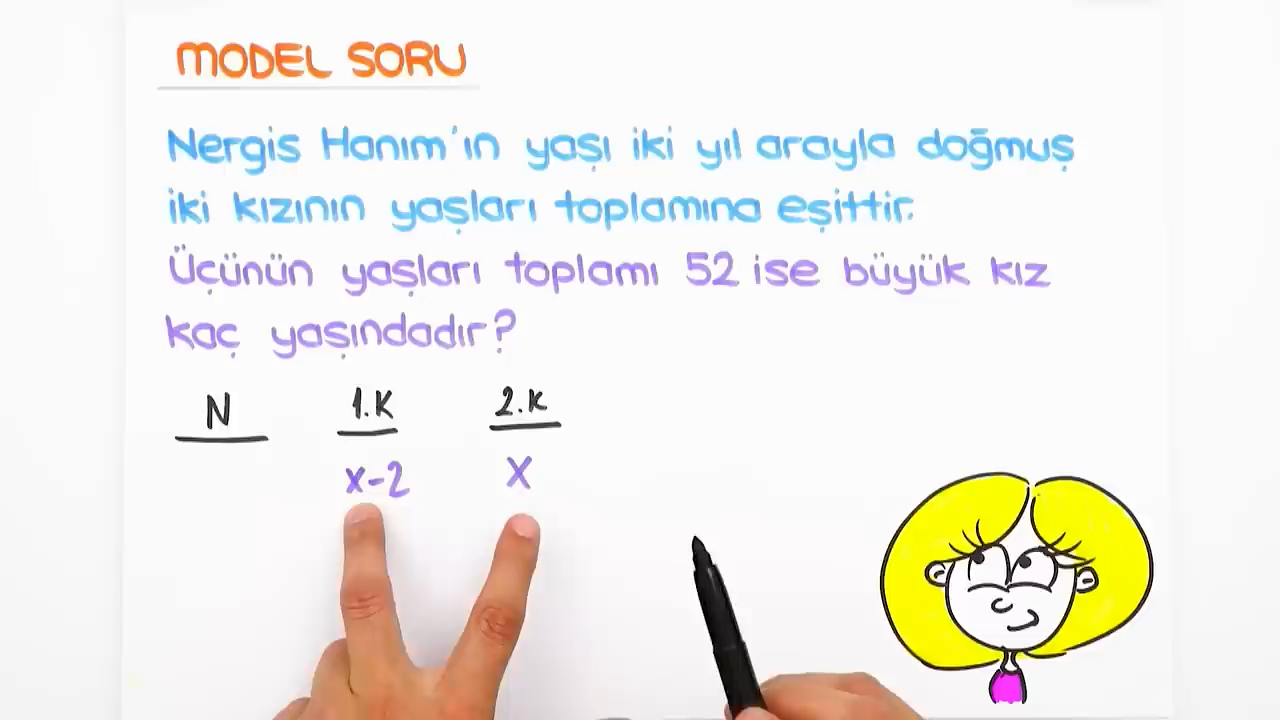 MODEL SORU
Nergis Hanım'ın yaşı iki yıl arayla doğmuş
iki kızının yaşları toplamına eşittir.
Üçünün yaşları toplamı 52 ise büyük kız
kaç yaşındadır?
N 1.K 2.K
x-2 x